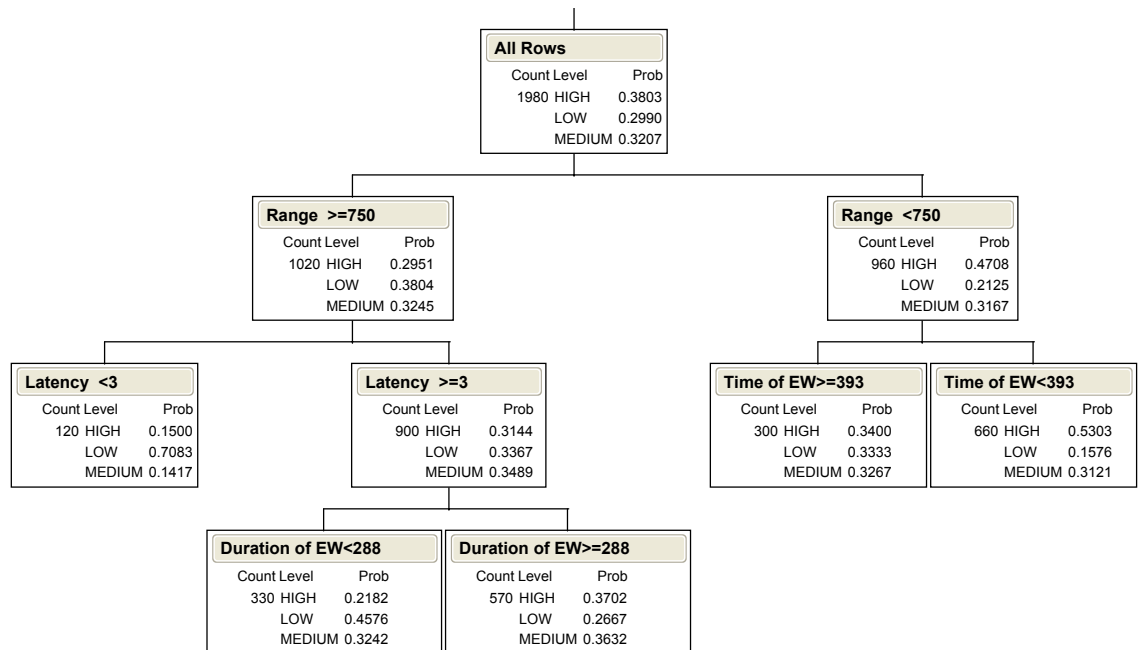 All Rows
Count Level Prob
1980 HIGH 0.3803
LOW 0.2990
MEDIUM 0.3207
Range >=750
Count Level Prob
1020 HIGH 0.2951
LOW 0.3804
MEDIUM 0.3245
Range <750
Count Level Prob
960 HIGH 0.4708
LOW 0.2125
MEDIUM 0.3167
Latency <3
Count Level Prob
120 HIGH 0.1500
LOW 0.7083
MEDIUM 0.1417
Latency >=3
Count Level Prob
900 HIGH 0.3144
LOW 0.3367
MEDIUM 0.3489
Time of EW>=393
Count Level Prob
300 HIGH 0.3400
LOW 0.3333
MEDIUM 0.3267
Time of EW<393
Count Level Prob
660 HIGH 0.5303
LOW 0.1576
MEDIUM 0.3121
Duration of EW<288
Count Level Prob
330 HIGH 0.2182
LOW 0.4576
MEDIUM 0.3242
Duration of EW>=288
Count Level Prob
570 HIGH 0.3702
LOW 0.2667
MEDIUM 0.3632